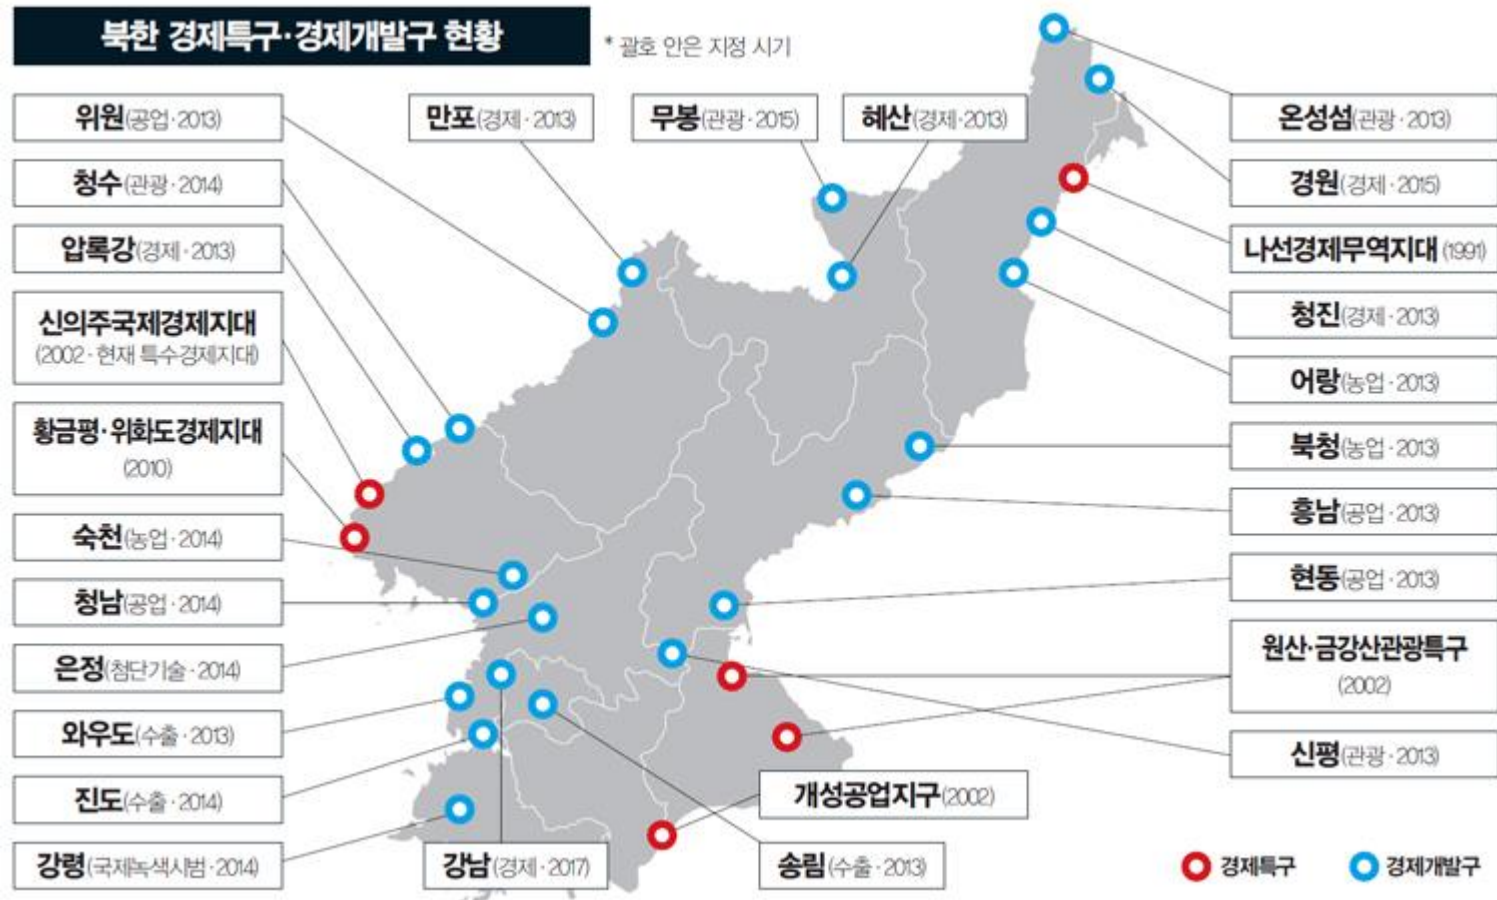 북한 경제특구·경제개발구 현황
* 괄호 안은 지정 시기
위원(공업·2013)
청수(관광·2014)
압록강(경제·2013)
신의주국제경제지대
(2002·현재 특수경제지대)
황금평·위화도경제지대
(2010)
숙천(농업·2014)
청남(공업·2014)
은정(첨단기술·2014)
와우도(수출·2013)
진도(수출·2014)
강령(국제녹색시범·2014)
만포(경제·2013)
무봉(관광·2015)
혜산(경제·2013)
온성섬(관광·2013)
경원(경제·2015)
나선경제무역지대(1991)
청진(경제·2013)
어랑(농업·2013)
북청(농업·2013)
흥남(공업·2013)
현동(공업·2013)
원산·금강산관광특구
(2002)
신평(관광·2013)
개성공업지구(2002)
강남(경제·2017)
송림(수출·2013)
경제특구
경제개발구